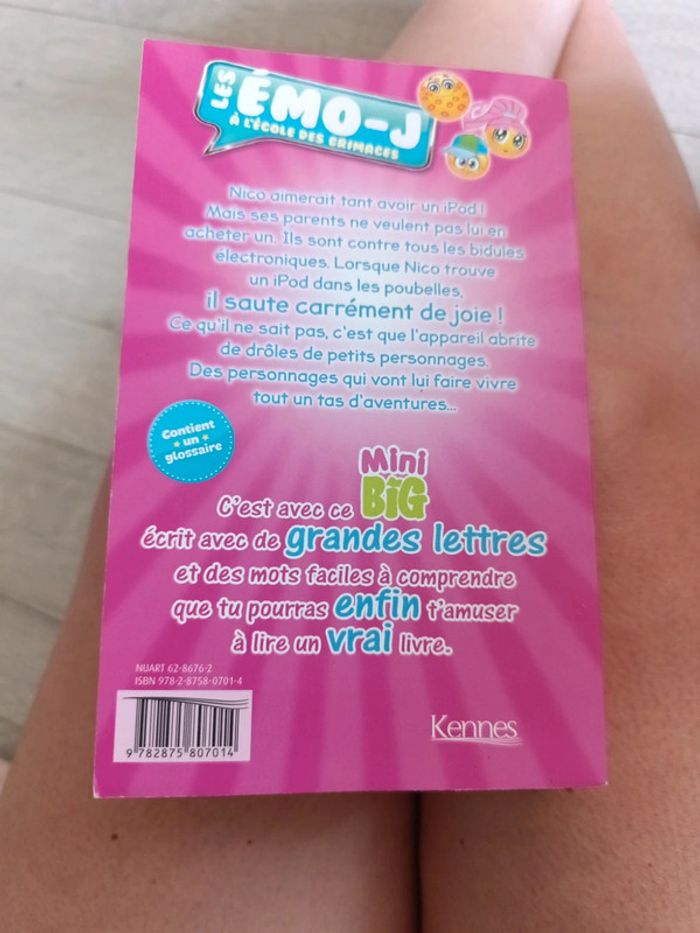 LES ÉMO-J
À L'ÉCOLE DES GRIMACES
Nico aimerait tant avoir un iPod !
Mais ses parents ne veulent pas lui en
acheter un. Ils sont contre tous les bidules
électroniques. Lorsque Nico trouve
un iPod dans les poubelles,
il saute carrément de joie !
Ce qu'il ne sait pas, c'est que l'appareil abrite
de drôles de petits personnages.
Des personnages qui vont lui faire vivre
tout un tas d'aventures...
Contient
un
glossaire
C'est avec ce Mini BIG
écrit avec de grandes lettres
et des mots faciles à comprendre
que tu pourras enfin t'amuser
à lire un vrai livre.
NUART 62-8676-2
ISBN 978-2-8758-0701-4
9 782875 807014
Kennes